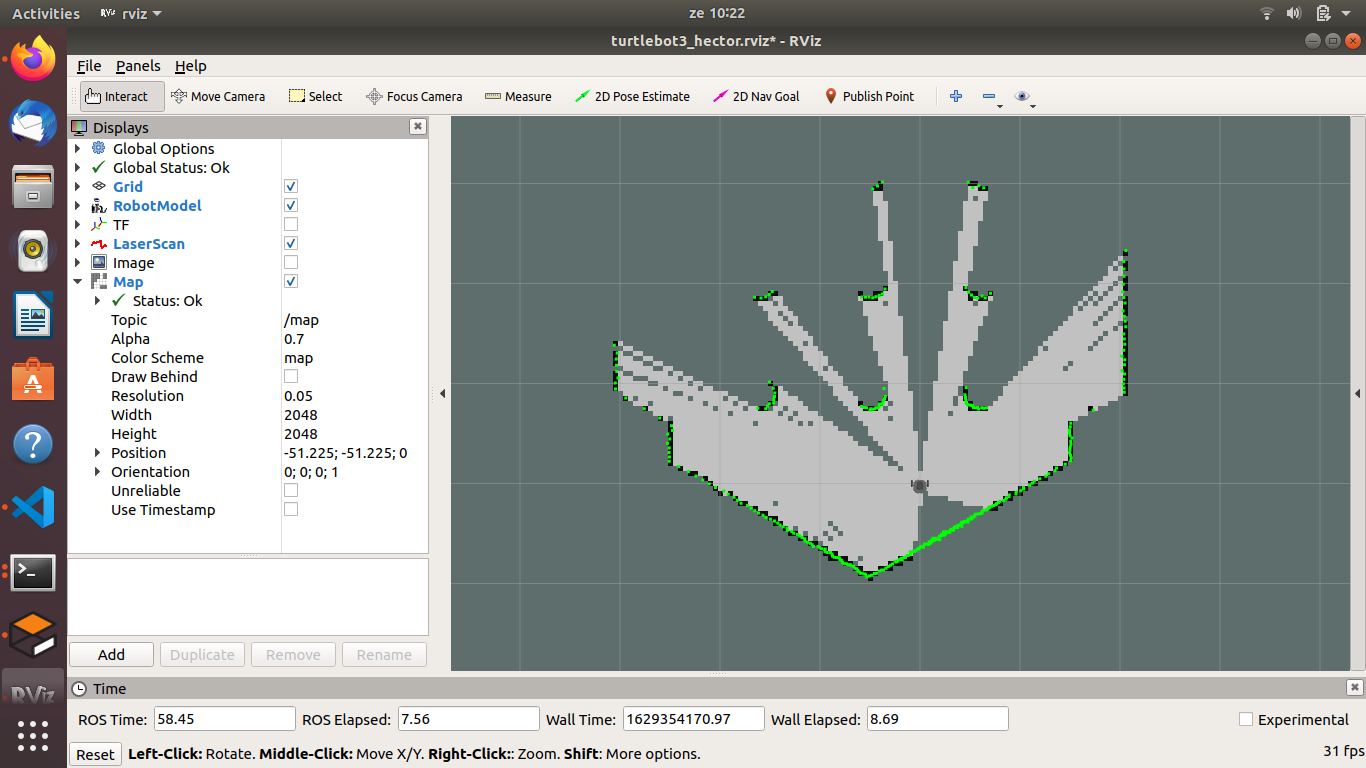 Activities rviz ze 10:22
turtlebot3_hector.rviz* - RViz
File Panels Help
Interact Move Camera Select Focus Camera Measure 2D Pose Estimate 2D Nav Goal Publish Point
Displays
Global Options
Global Status: Ok
Grid
RobotModel
TF
LaserScan
Image
Map
Status: Ok
Topic /map
Alpha 0.7
Color Scheme map
Draw Behind
Resolution 0.05
Width 2048
Height 2048
Position -51.225; -51.225; 0
Orientation 0; 0; 0; 1
Unreliable
Use Timestamp
Add Duplicate Remove Rename
RViz
Time
ROS Time: 58.45 ROS Elapsed: 7.56 Wall Time: 1629354170.97 Wall Elapsed: 8.69 Experimental
Reset Left-Click: Rotate. Middle-Click: Move X/Y. Right-Click:: Zoom. Shift: More options. 31 fps